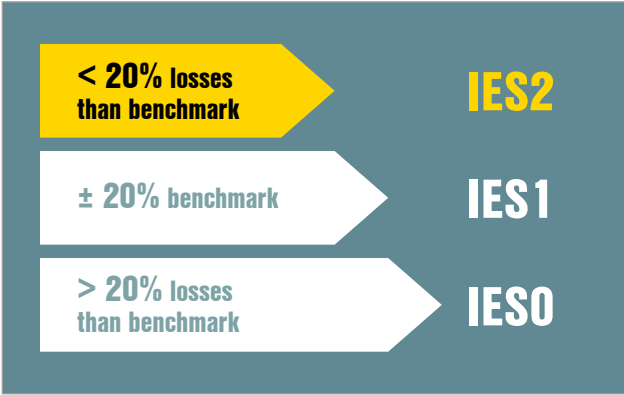 < 20% losses
than benchmark
IES2
± 20% benchmark
IES1
> 20% losses
than benchmark
IES0